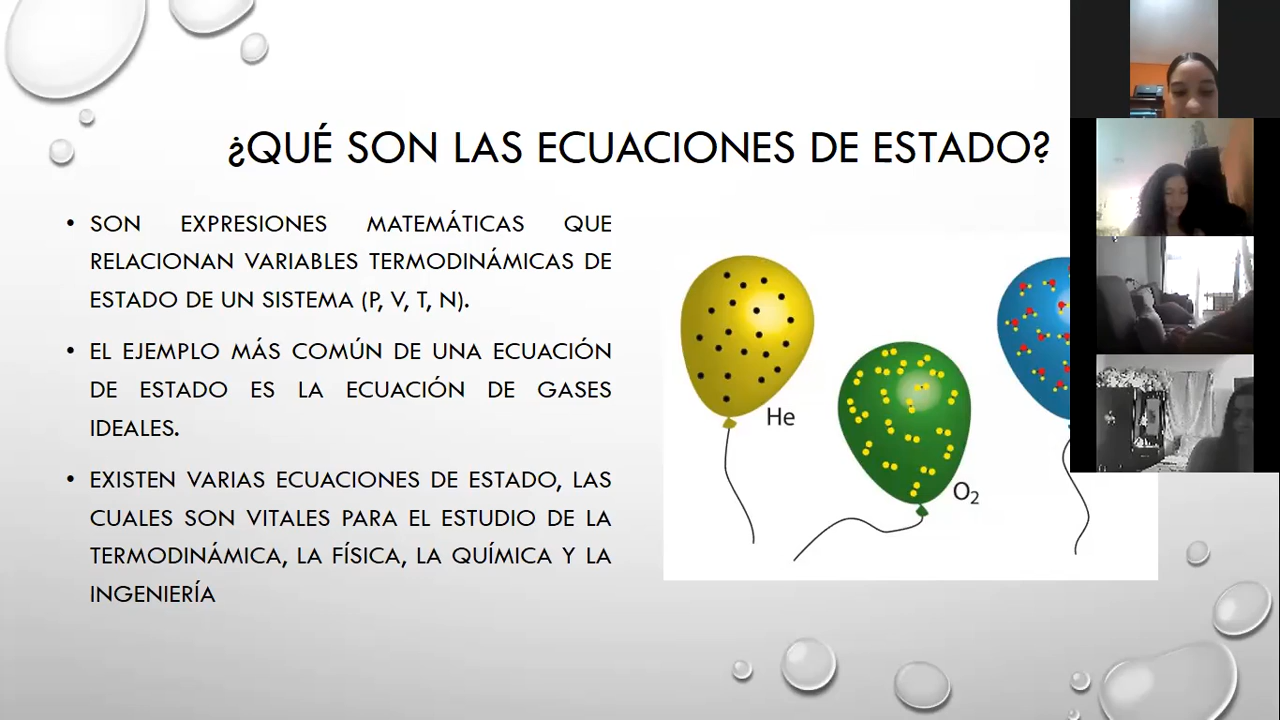 ¿QUÉ SON LAS ECUACIONES DE ESTADO?
• SON EXPRESIONES MATEMÁTICAS QUE
RELACIONAN VARIABLES TERMODINÁMICAS DE
ESTADO DE UN SISTEMA (P, V, T, N).
• EL EJEMPLO MÁS COMÚN DE UNA ECUACIÓN
DE ESTADO ES LA ECUACIÓN DE GASES
IDEALES.
• EXISTEN VARIAS ECUACIONES DE ESTADO, LAS
CUALES SON VITALES PARA EL ESTUDIO DE LA
TERMODINÁMICA, LA FÍSICA, LA QUÍMICA Y LA
INGENIERÍA
He
O₂